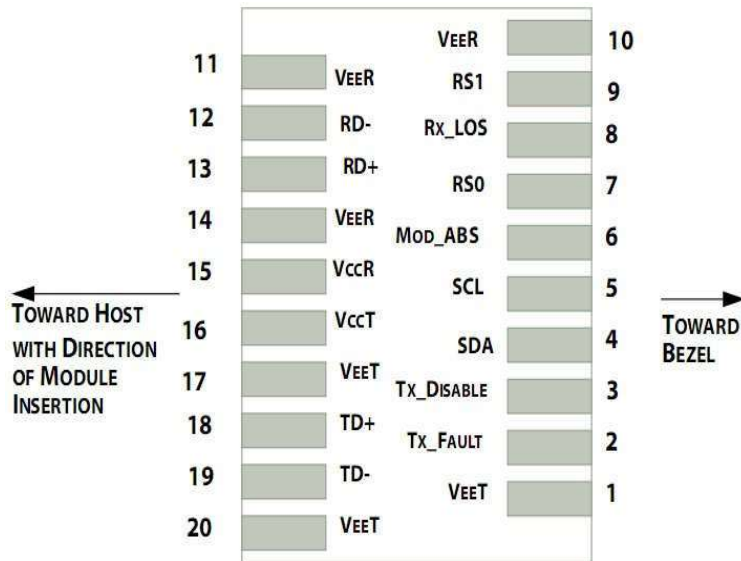 VEER 10
11 VEER
RS1 9
12 RD-
RX_LOS 8
13 RD+
RS0 7
14 VEER
MOD_ABS 6
15 VCCR
SCL 5
TOWARD HOST
WITH DIRECTION
OF MODULE
INSERTION
16 VCCT
SDA 4
TOWARD
BEZEL
17 VEET
TX_DISABLE 3
18 TD+
TX_FAULT 2
19 TD-
VEET 1
20 VEET